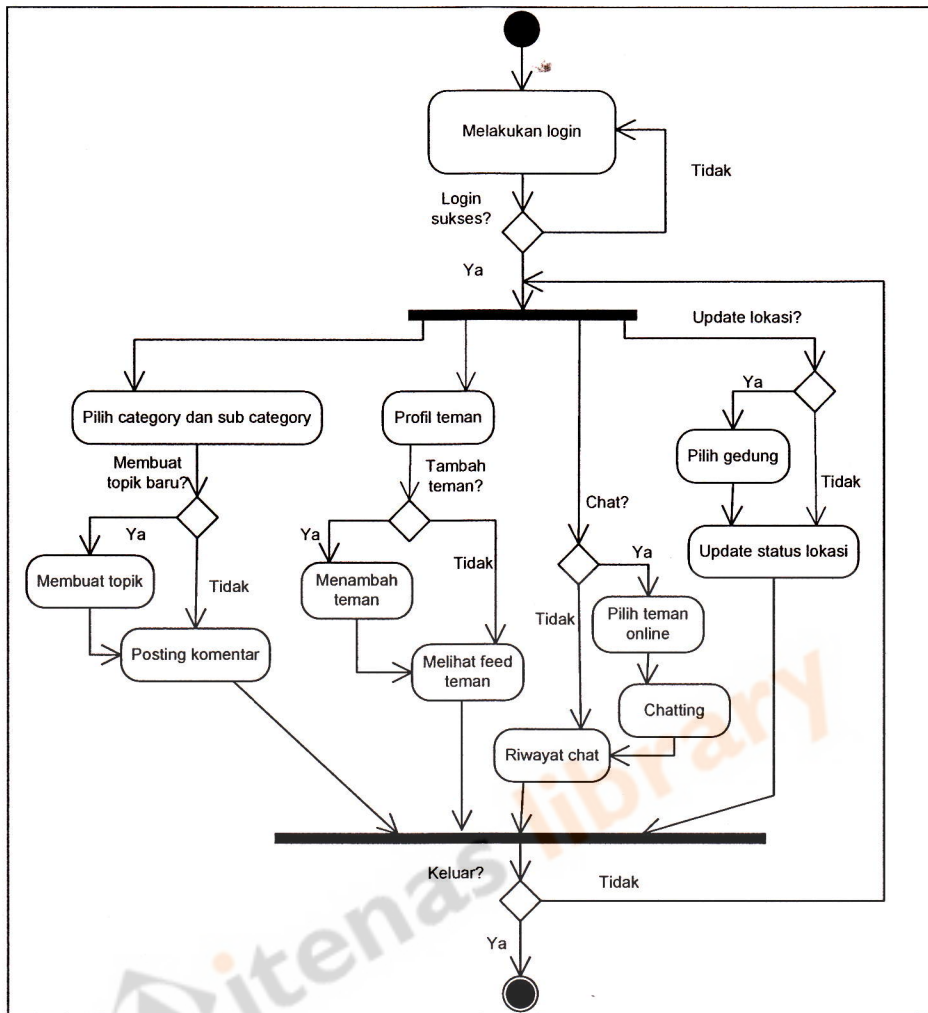 Melakukan login
Tidak
Login
sukses?
Ya
Update lokasi?
Ya
Pilih category dan sub category
Profil teman
Pilih gedung
Membuat
topik baru?
Tambah
teman?
Tidak
Chat?
Ya
Ya
Ya
Update status lokasi
Membuat topik
Tidak
Menambah
teman
Tidak
Tidak
Pilih teman
online
Posting komentar
Melihat feed
teman
Chatting
Riwayat chat
Keluar?
Tidak
Ya
itenas library